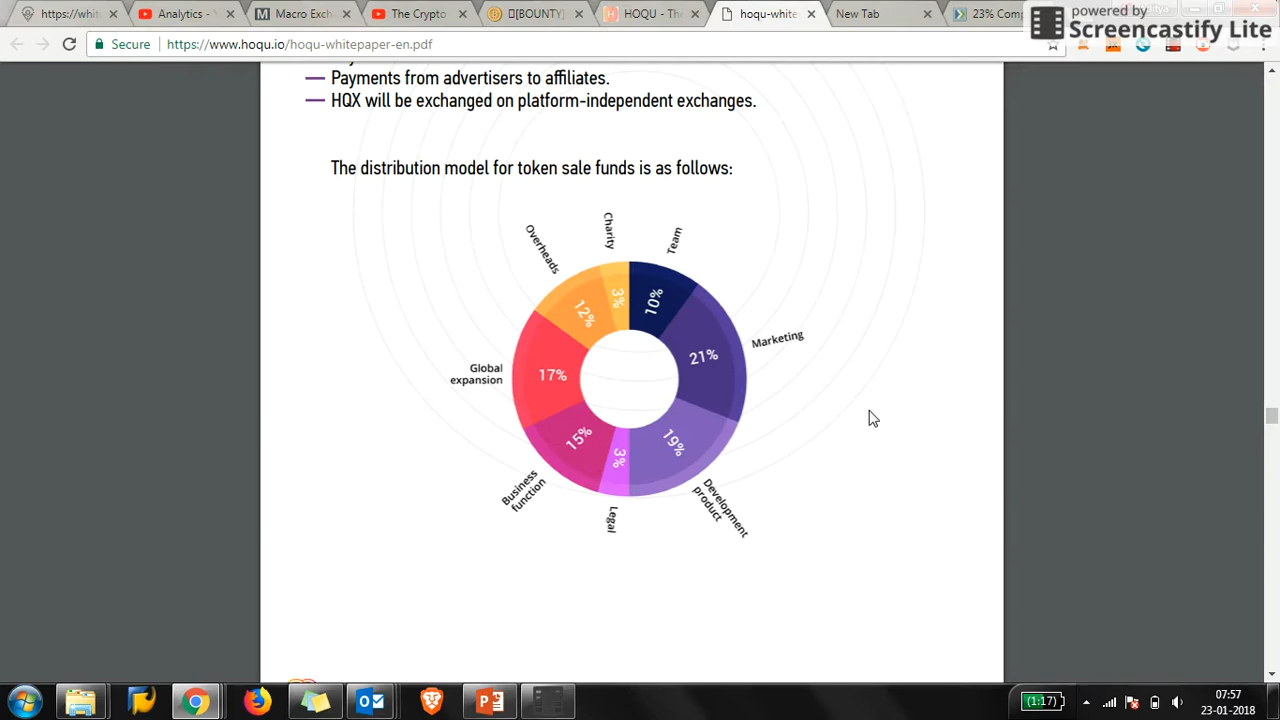 https://whit
Analytics -
Macro Exc
The Crypto
[BOUNTY]
HOQU - The
hoqu-white
New Tab
23% Comp
powered by
Screencastify Lite
Secure
https://www.hoqu.io/hoqu-whitepaper-en.pdf
— Payments from advertisers to affiliates.
— HQX will be exchanged on platform-independent exchanges.
The distribution model for token sale funds is as follows:
Charity
Team
Overheads
3%
10%
12%
Marketing
21%
Global
expansion
17%
15%
3%
19%
Business
function
Legal
Development
product
(1:17)
07:57
23-01-2018